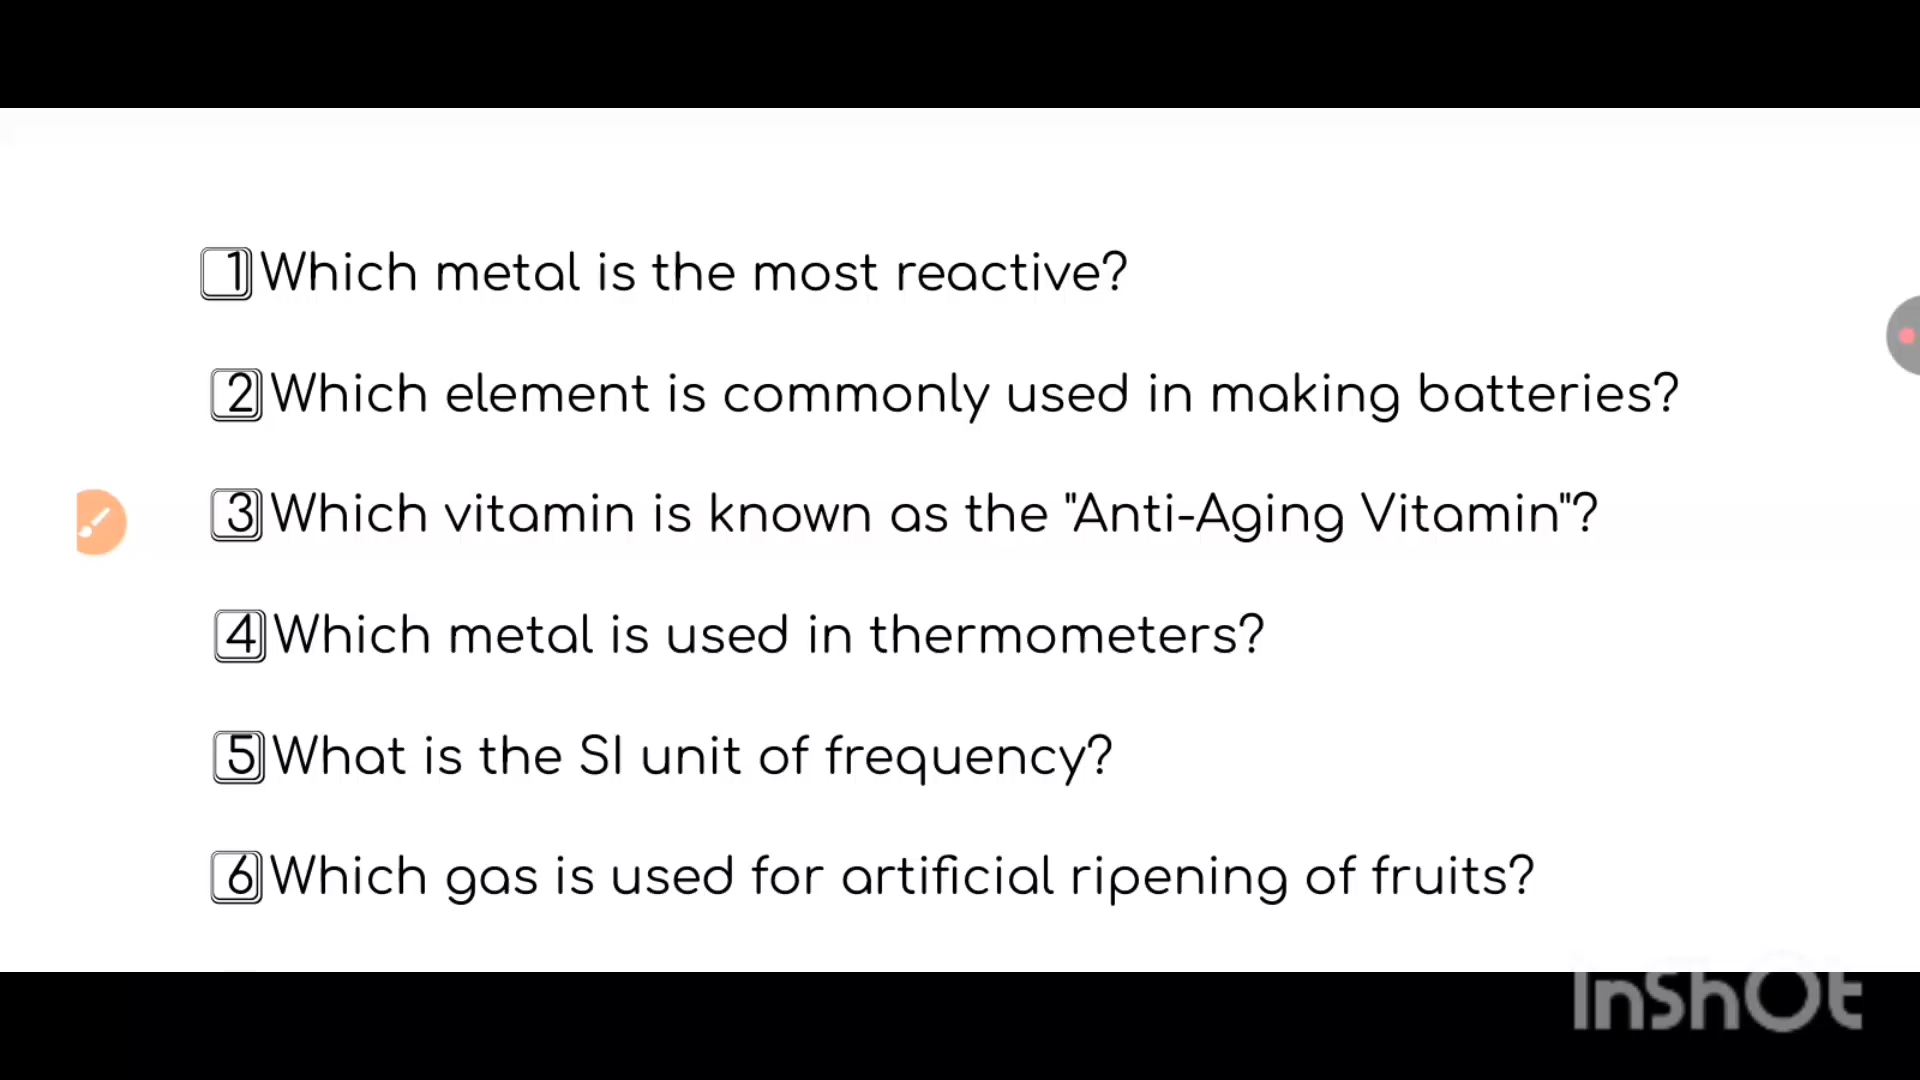 1 Which metal is the most reactive?
2 Which element is commonly used in making batteries?
3 Which vitamin is known as the "Anti-Aging Vitamin"?
4 Which metal is used in thermometers?
5 What is the SI unit of frequency?
6 Which gas is used for artificial ripening of fruits?
InShOt